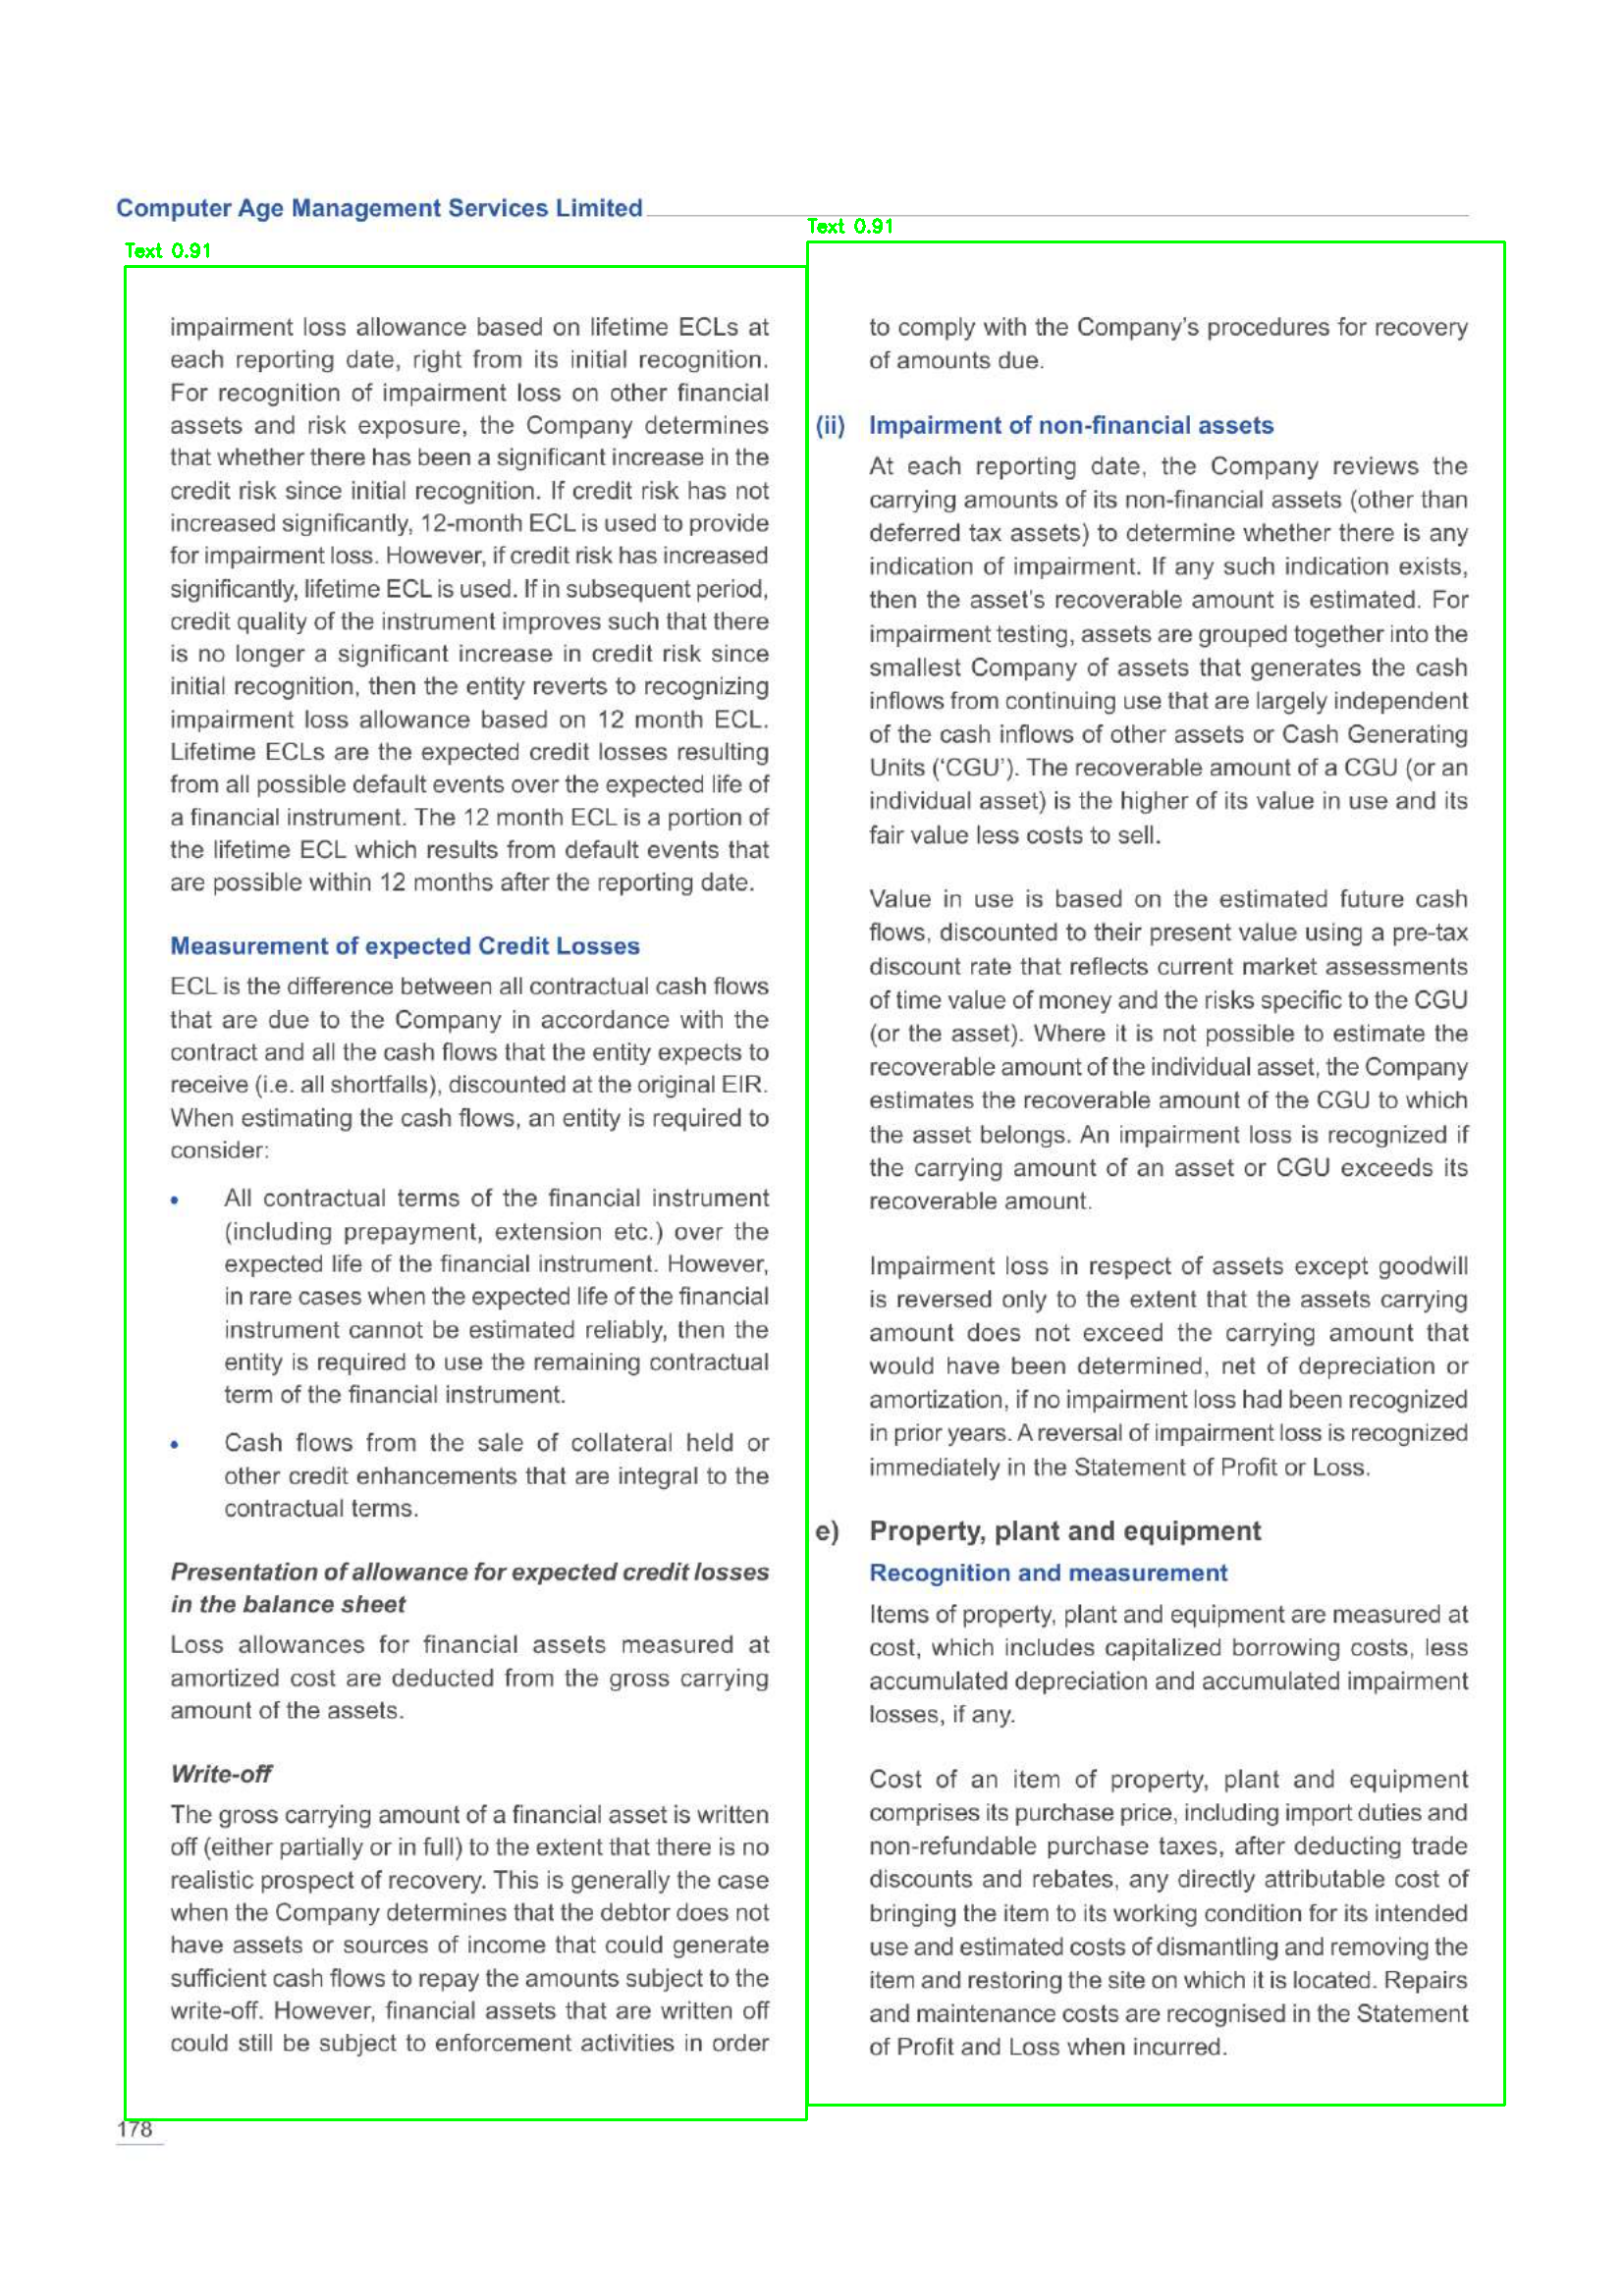 Computer Age Management Services Limited
Text 0.91
impairment loss allowance based on lifetime ECLs at
each reporting date, right from its initial recognition.
For recognition of impairment loss on other financial
assets and risk exposure, the Company determines
that whether there has been a significant increase in the
credit risk since initial recognition. If credit risk has not
increased significantly, 12-month ECL is used to provide
for impairment loss. However, if credit risk has increased
significantly, lifetime ECL is used. If in subsequent period,
credit quality of the instrument improves such that there
is no longer a significant increase in credit risk since
initial recognition, then the entity reverts to recognizing
impairment loss allowance based on 12 month ECL.
Lifetime ECLs are the expected credit losses resulting
from all possible default events over the expected life of
a financial instrument. The 12 month ECL is a portion of
the lifetime ECL which results from default events that
are possible within 12 months after the reporting date.
Measurement of expected Credit Losses
ECL is the difference between all contractual cash flows
that are due to the Company in accordance with the
contract and all the cash flows that the entity expects to
receive (i.e. all shortfalls), discounted at the original EIR.
When estimating the cash flows, an entity is required to
consider:
• All contractual terms of the financial instrument
(including prepayment, extension etc.) over the
expected life of the financial instrument. However,
in rare cases when the expected life of the financial
instrument cannot be estimated reliably, then the
entity is required to use the remaining contractual
term of the financial instrument.
• Cash flows from the sale of collateral held or
other credit enhancements that are integral to the
contractual terms.
Presentation of allowance for expected credit losses
in the balance sheet
Loss allowances for financial assets measured at
amortized cost are deducted from the gross carrying
amount of the assets.
Write-off
The gross carrying amount of a financial asset is written
off (either partially or in full) to the extent that there is no
realistic prospect of recovery. This is generally the case
when the Company determines that the debtor does not
have assets or sources of income that could generate
sufficient cash flows to repay the amounts subject to the
write-off. However, financial assets that are written off
could still be subject to enforcement activities in order
Text 0.91
to comply with the Company's procedures for recovery
of amounts due.
(ii) Impairment of non-financial assets
At each reporting date, the Company reviews the
carrying amounts of its non-financial assets (other than
deferred tax assets) to determine whether there is any
indication of impairment. If any such indication exists,
then the asset's recoverable amount is estimated. For
impairment testing, assets are grouped together into the
smallest Company of assets that generates the cash
inflows from continuing use that are largely independent
of the cash inflows of other assets or Cash Generating
Units (‘CGU’). The recoverable amount of a CGU (or an
individual asset) is the higher of its value in use and its
fair value less costs to sell.
Value in use is based on the estimated future cash
flows, discounted to their present value using a pre-tax
discount rate that reflects current market assessments
of time value of money and the risks specific to the CGU
(or the asset). Where it is not possible to estimate the
recoverable amount of the individual asset, the Company
estimates the recoverable amount of the CGU to which
the asset belongs. An impairment loss is recognized if
the carrying amount of an asset or CGU exceeds its
recoverable amount.
Impairment loss in respect of assets except goodwill
is reversed only to the extent that the assets carrying
amount does not exceed the carrying amount that
would have been determined, net of depreciation or
amortization, if no impairment loss had been recognized
in prior years. A reversal of impairment loss is recognized
immediately in the Statement of Profit or Loss.
e) Property, plant and equipment
Recognition and measurement
Items of property, plant and equipment are measured at
cost, which includes capitalized borrowing costs, less
accumulated depreciation and accumulated impairment
losses, if any.
Cost of an item of property, plant and equipment
comprises its purchase price, including import duties and
non-refundable purchase taxes, after deducting trade
discounts and rebates, any directly attributable cost of
bringing the item to its working condition for its intended
use and estimated costs of dismantling and removing the
item and restoring the site on which it is located. Repairs
and maintenance costs are recognised in the Statement
of Profit and Loss when incurred.
178